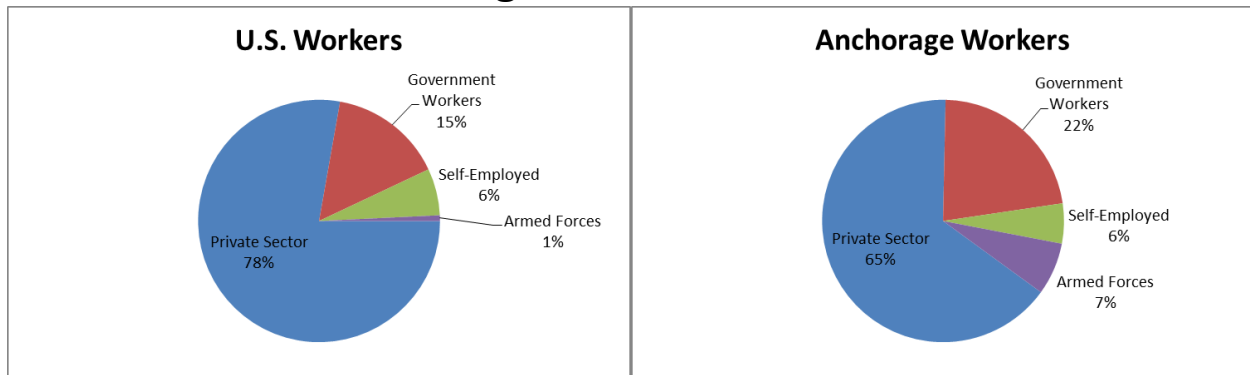 U.S. Workers
Government
Workers
15%
Self-Employed
6%
Armed Forces
1%
Private Sector
78%
Anchorage Workers
Government
Workers
22%
Self-Employed
6%
Armed Forces
7%
Private Sector
65%